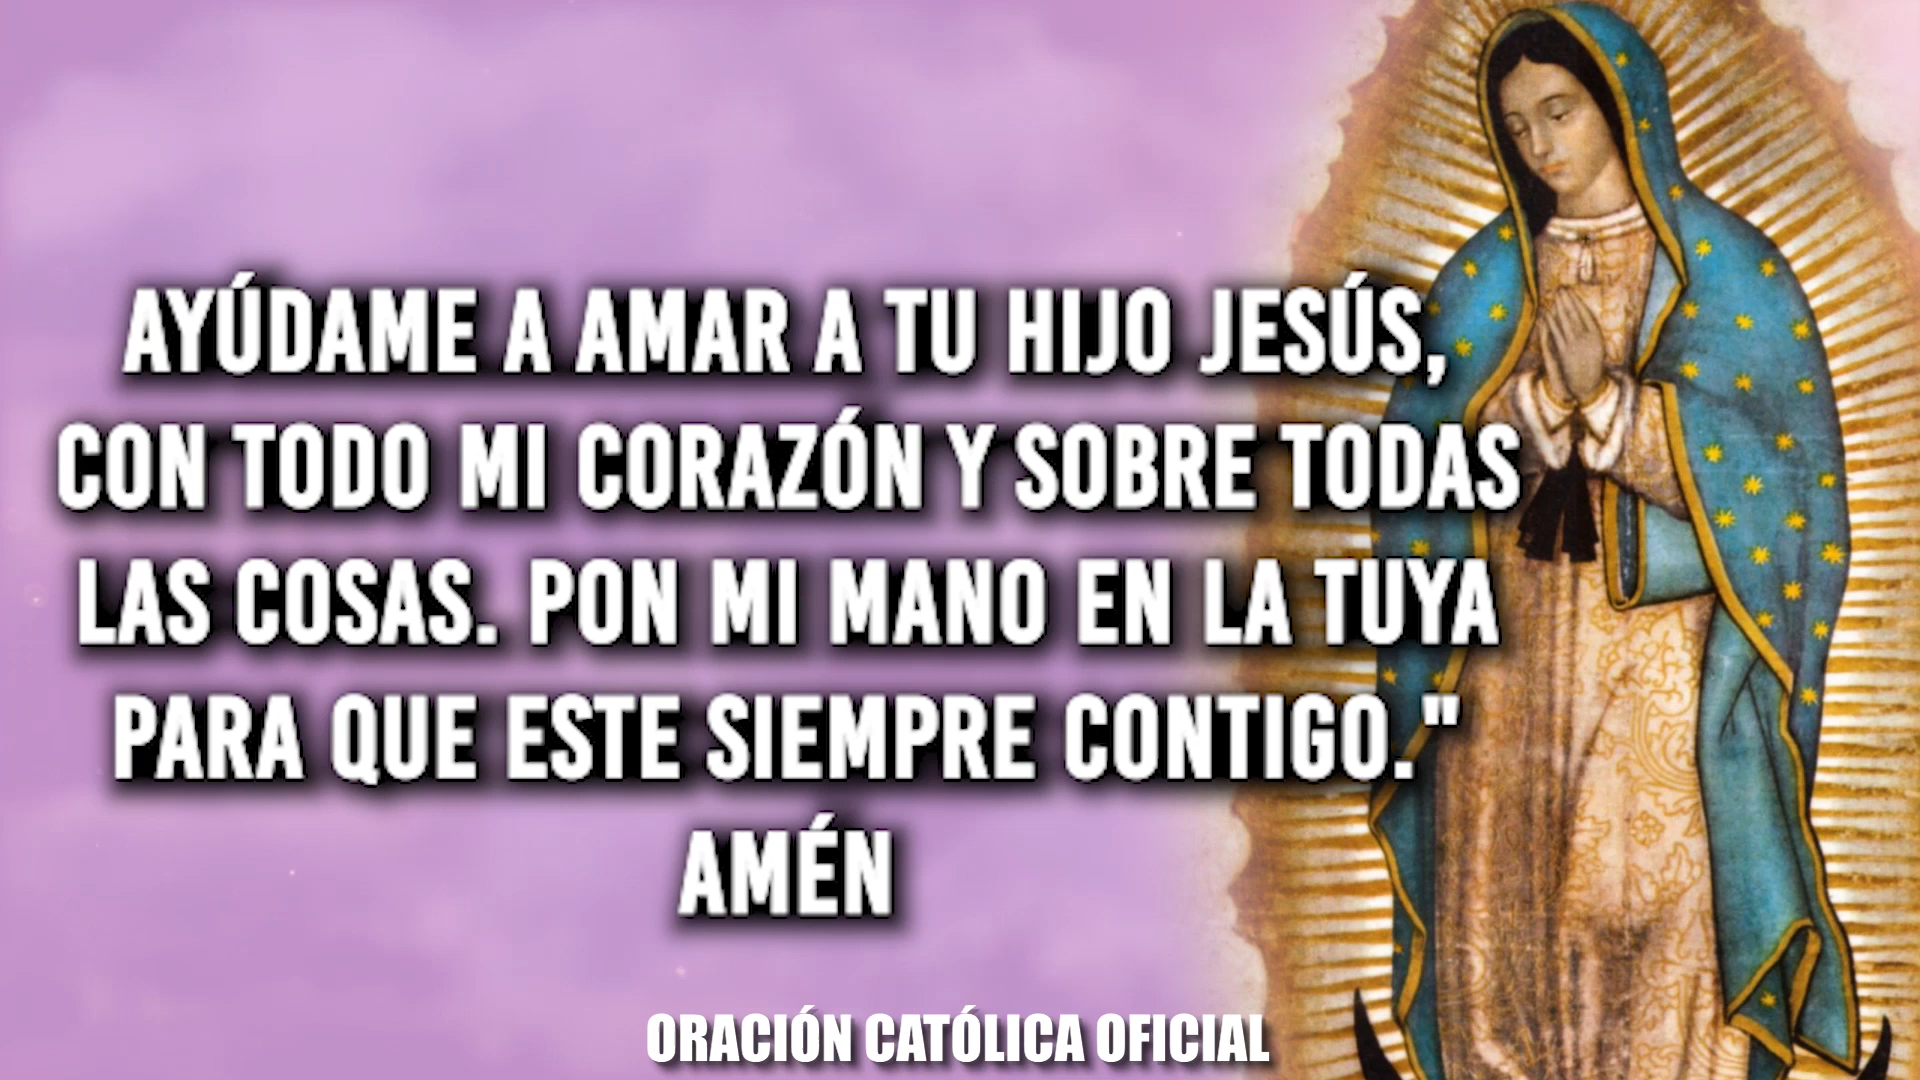 AYÚDAME A AMAR A TU HIJO JESÚS,
CON TODO MI CORAZÓN Y SOBRE TODAS
LAS COSAS. PON MI MANO EN LA TUYA
PARA QUE ESTE SIEMPRE CONTIGO."
AMÉN
ORACIÓN CATÓLICA OFICIAL